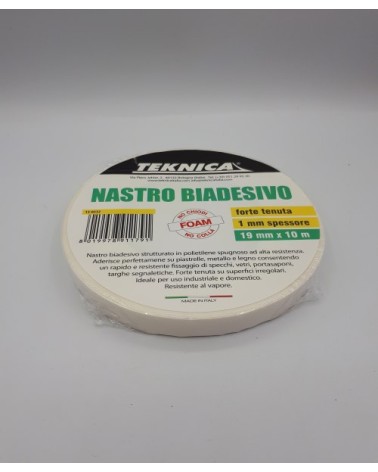 TEKNICA
NASTRO BIADESIVO
forte tenuta
1 mm spessore
19 mm x 10 m
NO CHIODI
FOAM
NO COLLA
Nastro biadesivo strutturato in polietilene spugnoso ad alta resistenza.
Aderisce perfettamene su piastrelle, metallo e legno consentendo
un rapido e resistente fissaggio di specchi, vetri, portasaponi,
targhe segnaletiche. Forte tenuta su superfici irregolari.
Ideale per uso industriale e domestico.
Resistente al vapore.
MADE IN ITALY